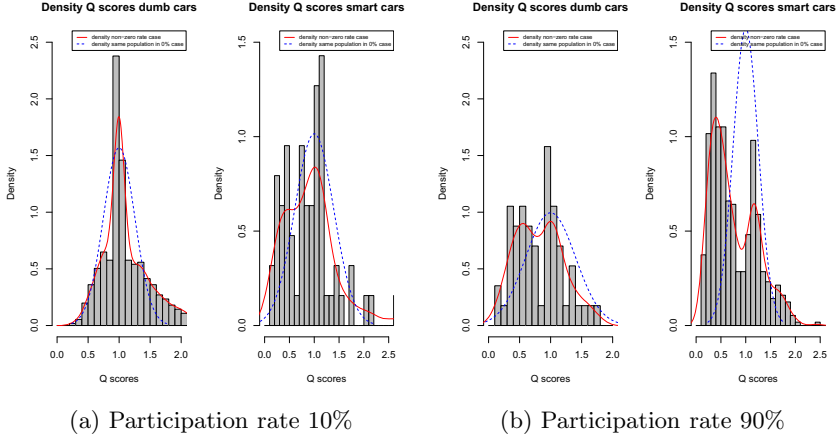 Density Q scores dumb cars
density non-zero rate case
density same population in 0% case
Density
0.0 0.5 1.0 1.5 2.0 2.5
0.0 0.5 1.0 1.5 2.0
Q scores
Density Q scores smart cars
density non-zero rate case
density same population in 0% case
Density
0.0 0.5 1.0 1.5
0.0 0.5 1.0 1.5 2.0 2.5
Q scores
(a) Participation rate 10%
Density Q scores dumb cars
density non-zero rate case
density same population in 0% case
Density
0.0 0.5 1.0 1.5 2.0 2.5
0.0 0.5 1.0 1.5 2.0
Q scores
Density Q scores smart cars
density non-zero rate case
density same population in 0% case
Density
0.0 0.5 1.0 1.5
0.0 0.5 1.0 1.5 2.0 2.5
Q scores
(b) Participation rate 90%